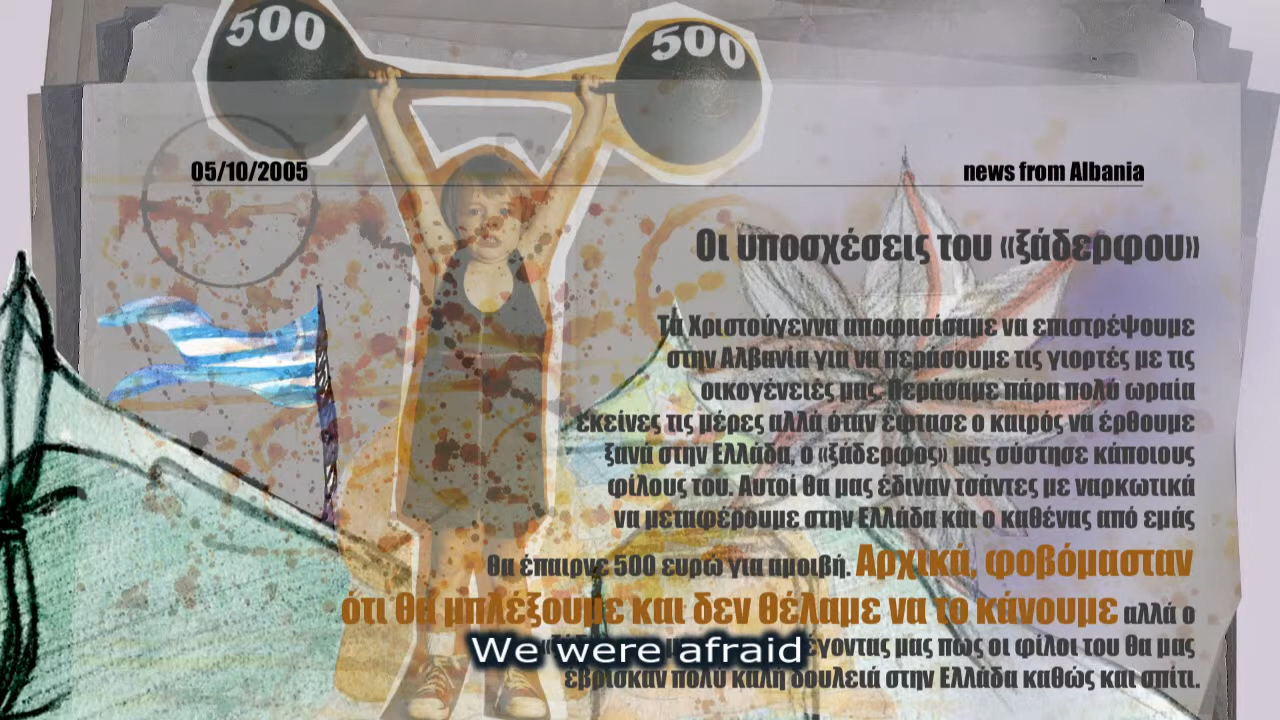 500 500
05/10/2005 news from Albania
Οι υποσχέσεις του «ξάδερφου»
Τα Χριστούγεννα αποφασίσαμε να επιστρέψουμε
στην Αλβανία για να περάσουμε τις γιορτές με τις
οικογένειές μας. Περάσαμε πάρα πολύ ωραία
εκείνες τις μέρες αλλά όταν έφτασε ο καιρός να έρθουμε
ξανά στην Ελλάδα, ο «ξάδερφος» μας σύστησε κάποιους
φίλους του. Αυτοί θα μας έδιναν τσάντες με ναρκωτικά
να μεταφέρουμε στην Ελλάδα και ο καθένας από εμάς
θα έπαιρνε 500 ευρώ για αμοιβή. Αρχικά, φοβόμασταν
ότι θα μπλέξουμε και δεν θέλαμε να το κάνουμε αλλά ο
πως οι φίλοι του θα μας
We were afraid
έβρισκαν πολύ καλή δουλειά στην Ελλάδα καθώς και σπίτι.